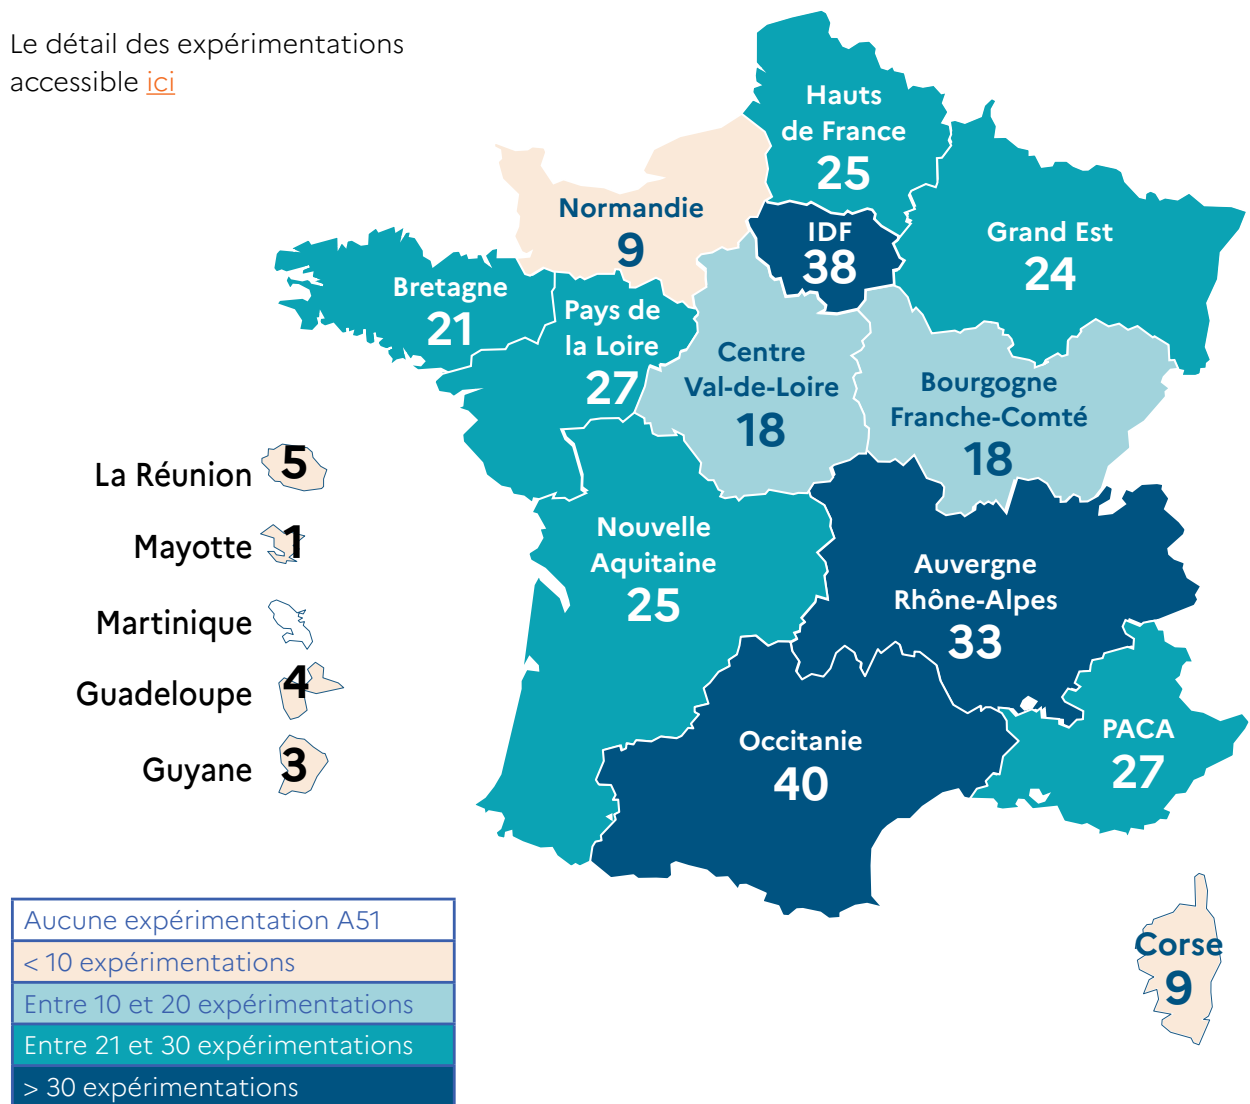 Le détail des expérimentations
accessible ici
Hauts
de France
25
Normandie
9
IDF
38
Grand Est
24
Bretagne
21
Pays de
la Loire
27
Centre
Val-de-Loire
18
Bourgogne
Franche-Comté
18
La Réunion 5
Mayotte 1
Martinique
Guadeloupe 4
Guyane 3
Nouvelle
Aquitaine
25
Auvergne
Rhône-Alpes
33
Occitanie
40
PACA
27
Corse
9
Aucune expérimentation A51
< 10 expérimentations
Entre 10 et 20 expérimentations
Entre 21 et 30 expérimentations
> 30 expérimentations